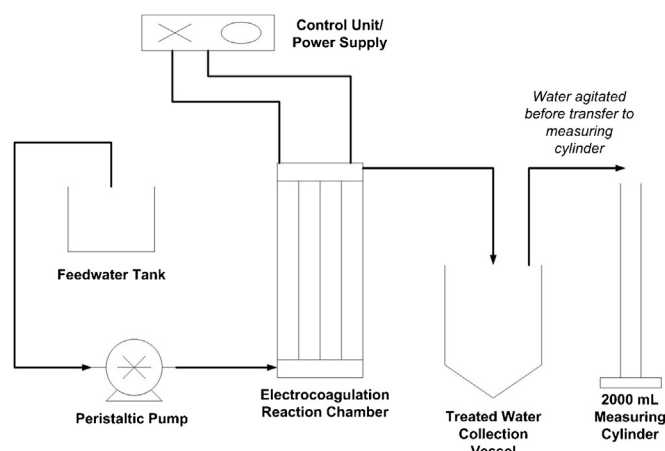 Control Unit/
Power Supply
Water agitated
before transfer to
measuring
cylinder
Feedwater Tank
Peristaltic Pump
Electrocoagulation
Reaction Chamber
Treated Water
Collection
Vessel
2000 mL
Measuring
Cylinder